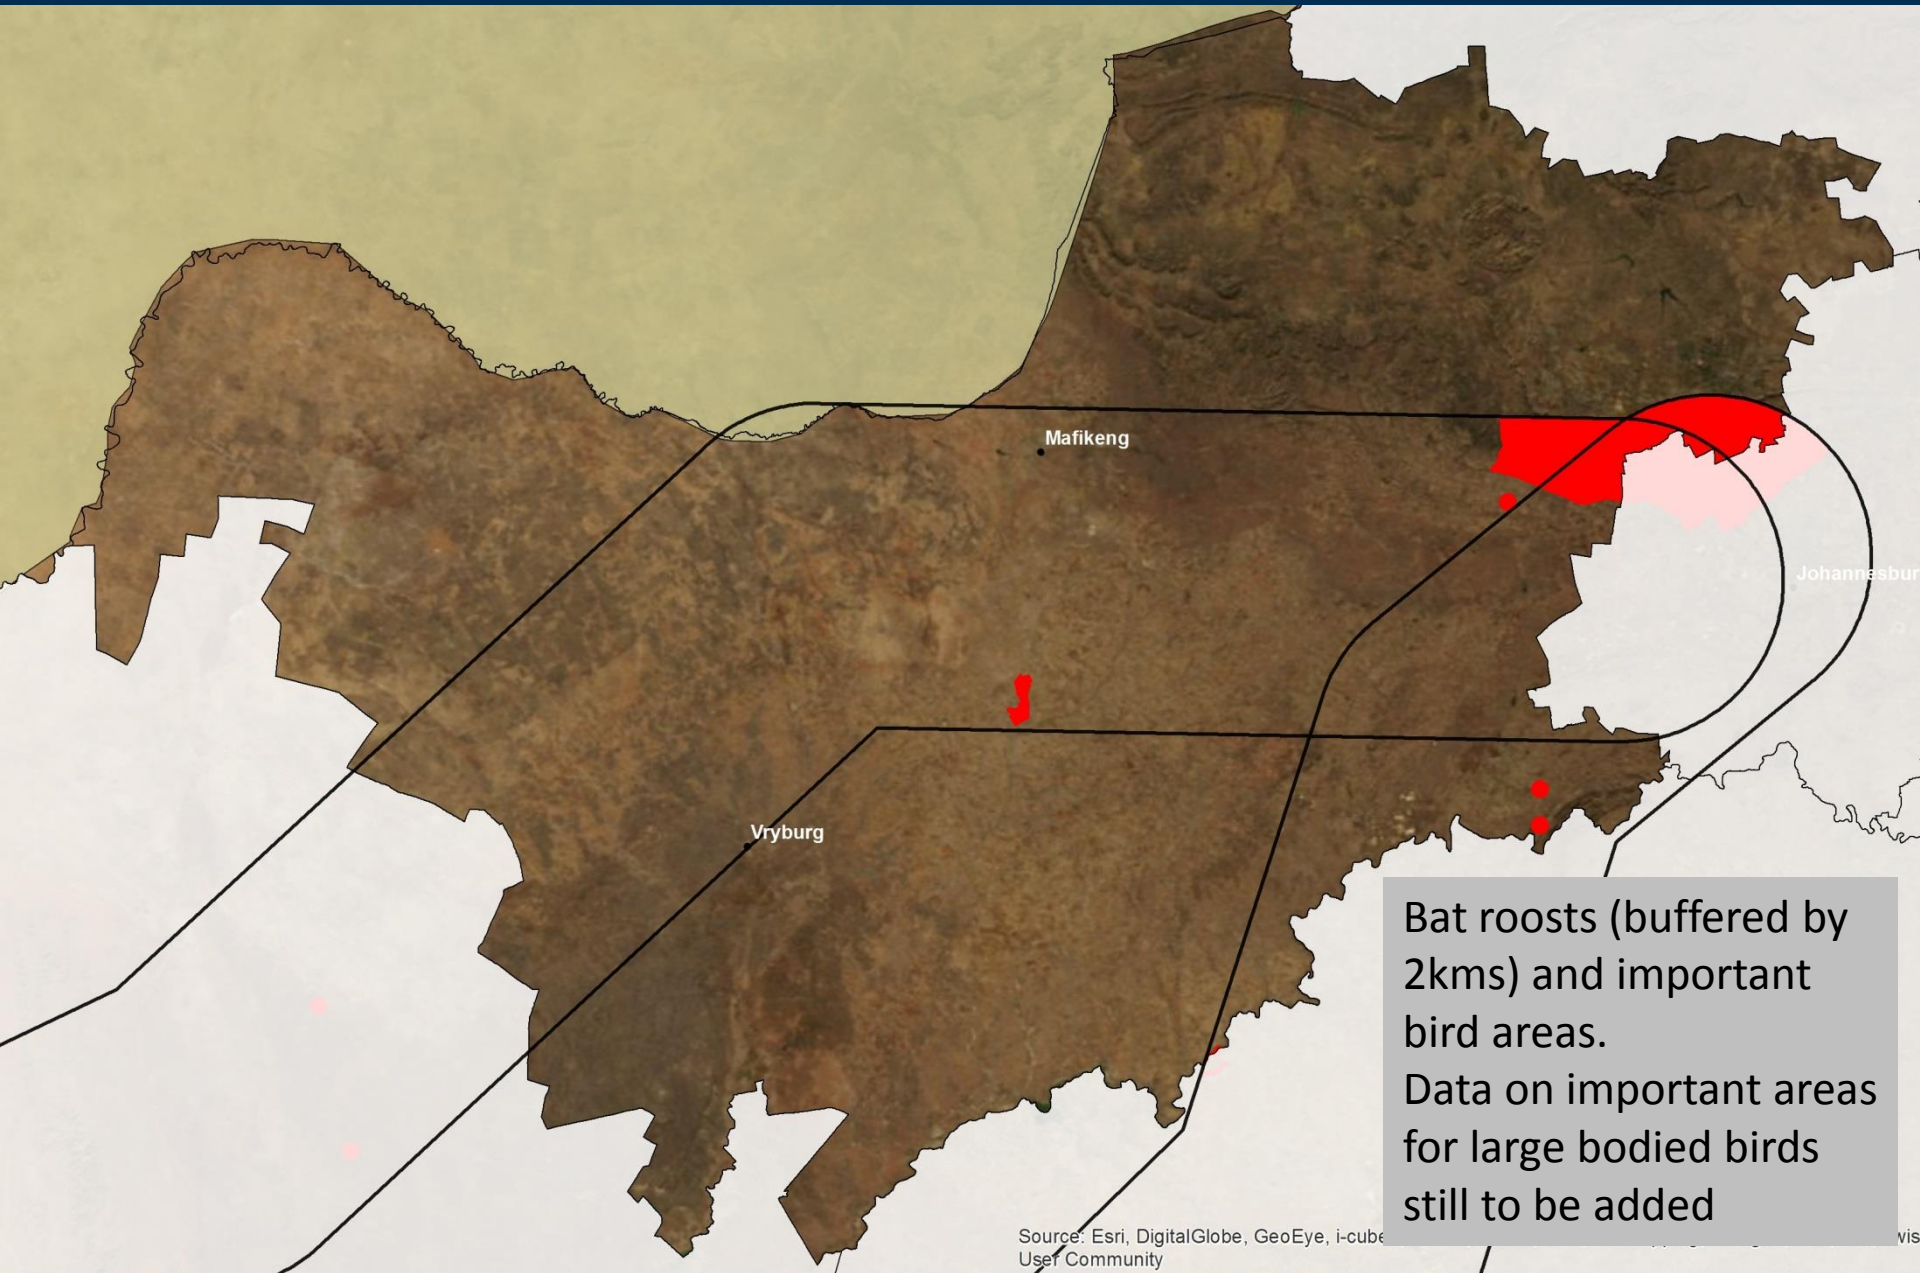 Mafikeng
Johannesbur
Vryburg
Bat roosts (buffered by
2kms) and important
bird areas.
Data on important areas
for large bodied birds
still to be added
Source: Esri, DigitalGlobe, GeoEye, i-cube
User Community